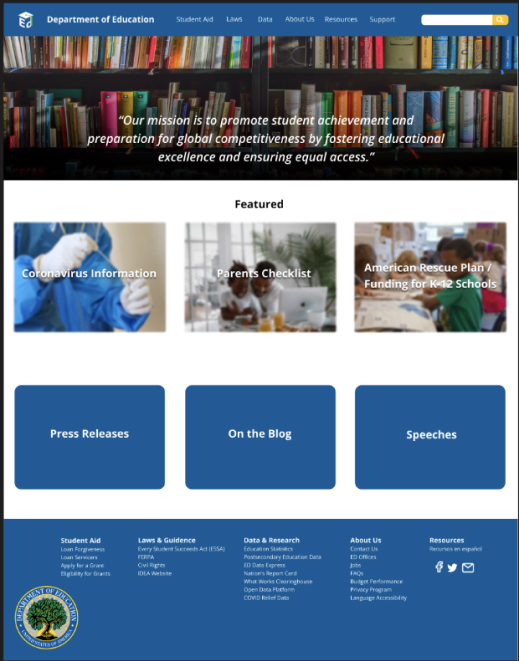 ED
Department of Education
Student Aid
Laws
Data
About Us
Resources
Support
“Our mission is to promote student achievement and
preparation for global competitiveness by fostering educational
excellence and ensuring equal access.”
Featured
Coronavirus Information
Parents Checklist
American Rescue Plan /
Funding for K-12 Schools
Press Releases
On the Blog
Speeches
Student Aid
Loan Forgiveness
Loan Services
Apply for a Grant
Eligibility for Grants
Laws & Guidence
Every Student Succeeds Act (ESSA)
FERPA
Civil Rights
IDEA Website
Data & Research
Education Statistics
Postsecondary Education Data
ED Data Express
Nation's Report Card
What Works Clearinghouse
Open Data Platform
COVID Relief Data
About Us
Contact Us
ED Offices
Jobs
FAQs
Budget Performance
Privacy Program
Language Accessibility
Resources
Recursos en español
DEPARTMENT OF EDUCATION
UNITED STATES OF AMERICA